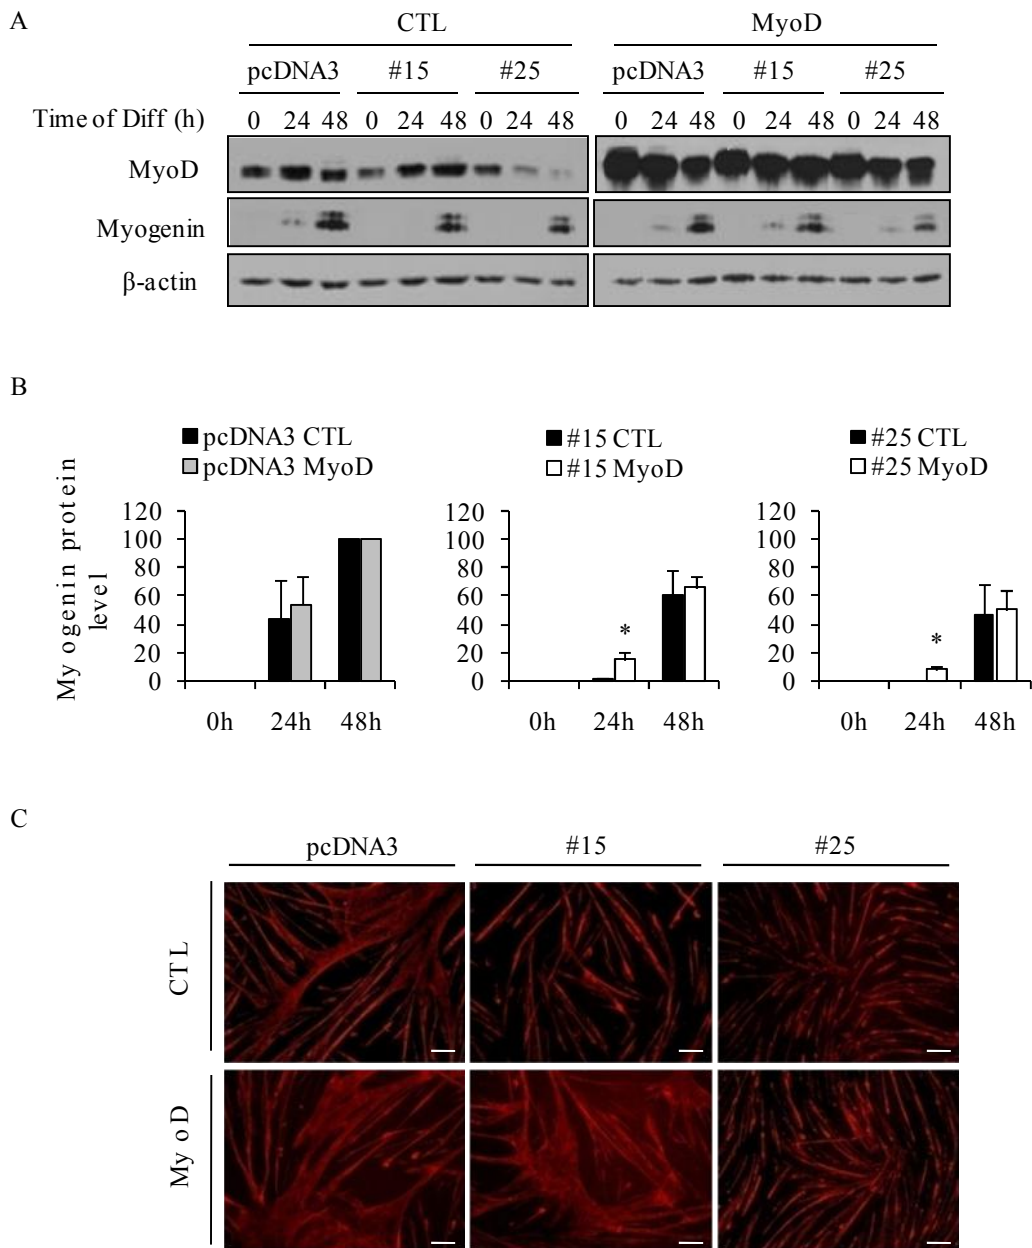 A
CTL MyoD
pcDNA3 #15 #25 pcDNA3 #15 #25
Time of Diff (h) 0 24 48 0 24 48 0 24 48 0 24 48 0 24 48 0 24 48
MyoD
Myogenin
β-actin
B
pcDNA3 CTL #15 CTL #25 CTL
pcDNA3 MyoD #15 MyoD #25 MyoD
Myogenin protein level
120 120 120
100 100 100
80 80 80
60 60 60
40 40 40
20 * 20 * 20
0 0 0
0h 24h 48h 0h 24h 48h 0h 24h 48h
C
pcDNA3 #15 #25
CTL
MyoD